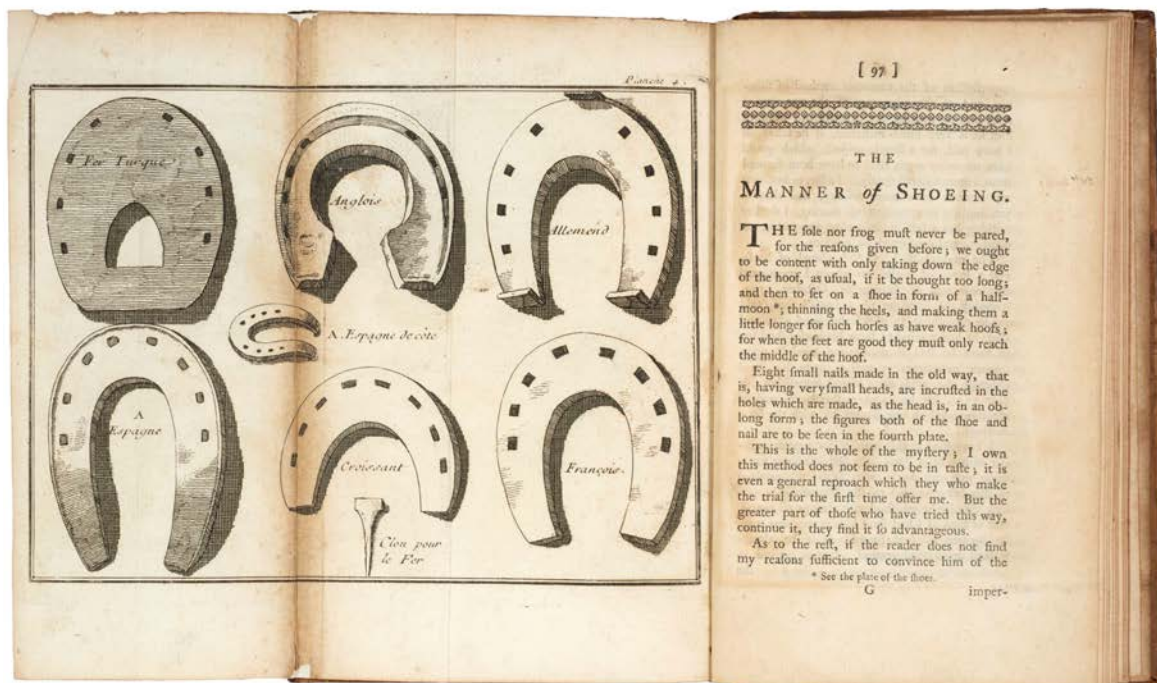 Planche 4.
Fer Turque
Anglois
Allemond
A. Espagne de côte
A
Espagne
Croissant
François.
Clou pour
le Fer
[ 97 ]
THE
MANNER of SHOEING.
THE ſole nor frog muſt never be pared,
for the reaſons given before; we ought
to be content with only taking down the edge
of the hoof, as uſual, if it be thought too long;
and then to ſet on a ſhoe in form of a half-
moon *; thinning the heels, and making them a
little longer for ſuch horſes as have weak hoofs;
for when the feet are good they muſt only reach
the middle of the hoof.
Eight ſmall nails made in the old way, that
is, having very ſmall heads, are incruſted in the
holes which are made, as the head is, in an ob-
long form; the figures both of the ſhoe and
nail are to be ſeen in the fourth plate.
This is the whole of the myſtery; I own
this method does not ſeem to be in taſte; it is
even a general reproach which they who make
the trial for the firſt time offer me. But the
greater part of thoſe who have tried this way,
continue it, they find it ſo advantageous.
As to the reſt, if the reader does not find
my reaſons ſufficient to convince him of the
* See the plate of the ſhoes.
G imper-